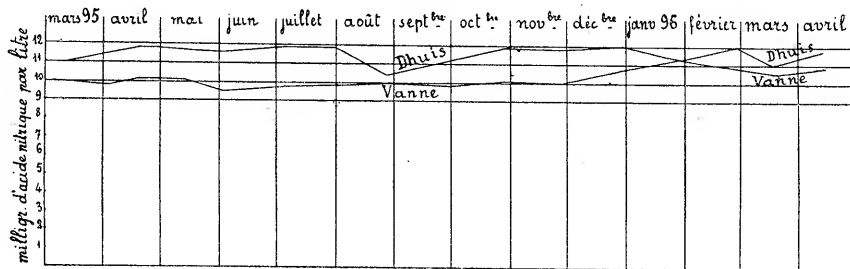 mars 95 avril mai juin juillet août sept bre oct bre nov bre déc bre janv 96 février mars avril
milligr. d'acide nitrique par litre
12
11
10
9
8
7
6
5
4
3
2
1
Dhuis
Vanne
Dhuis
Vanne